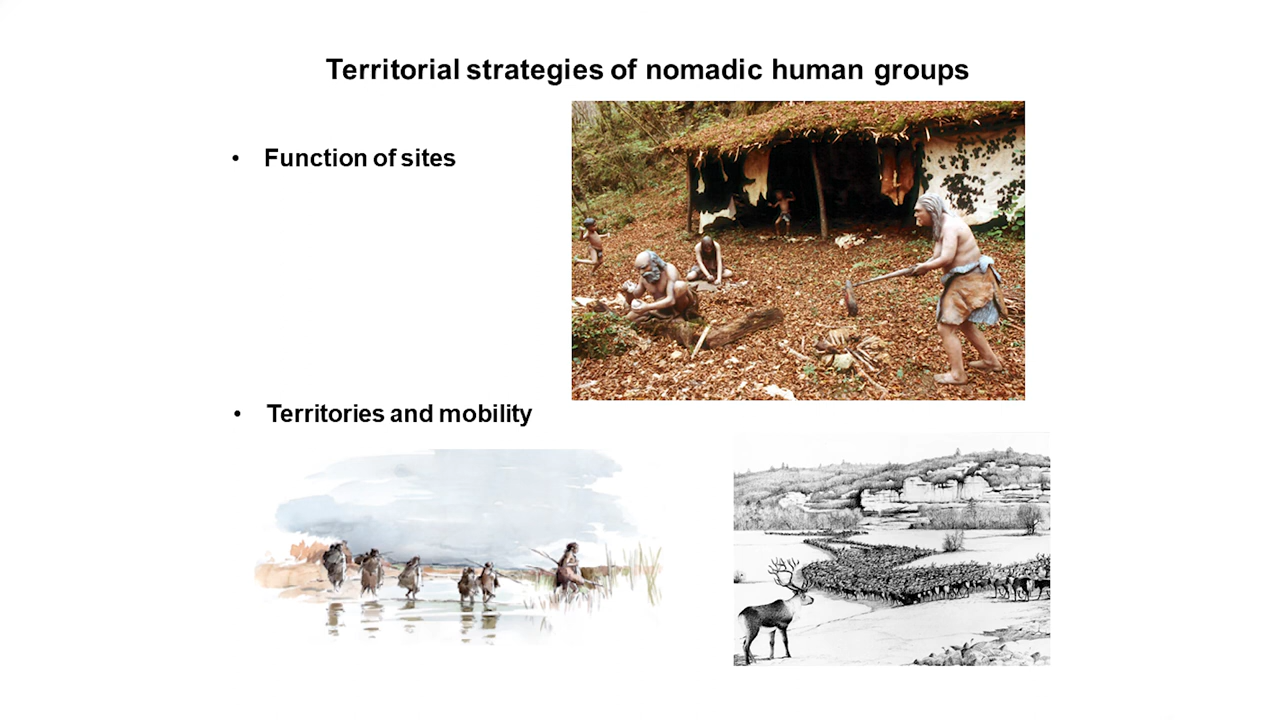 Territorial strategies of nomadic human groups
• Function of sites
• Territories and mobility